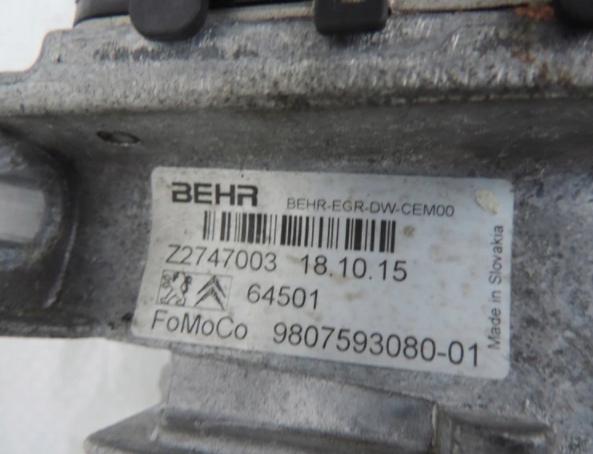 BEHR BEHR-EGR-DW-CEM00
Z2747003 18.10.15
64501
FoMoCo 9807593080-01
Made in Slovakia